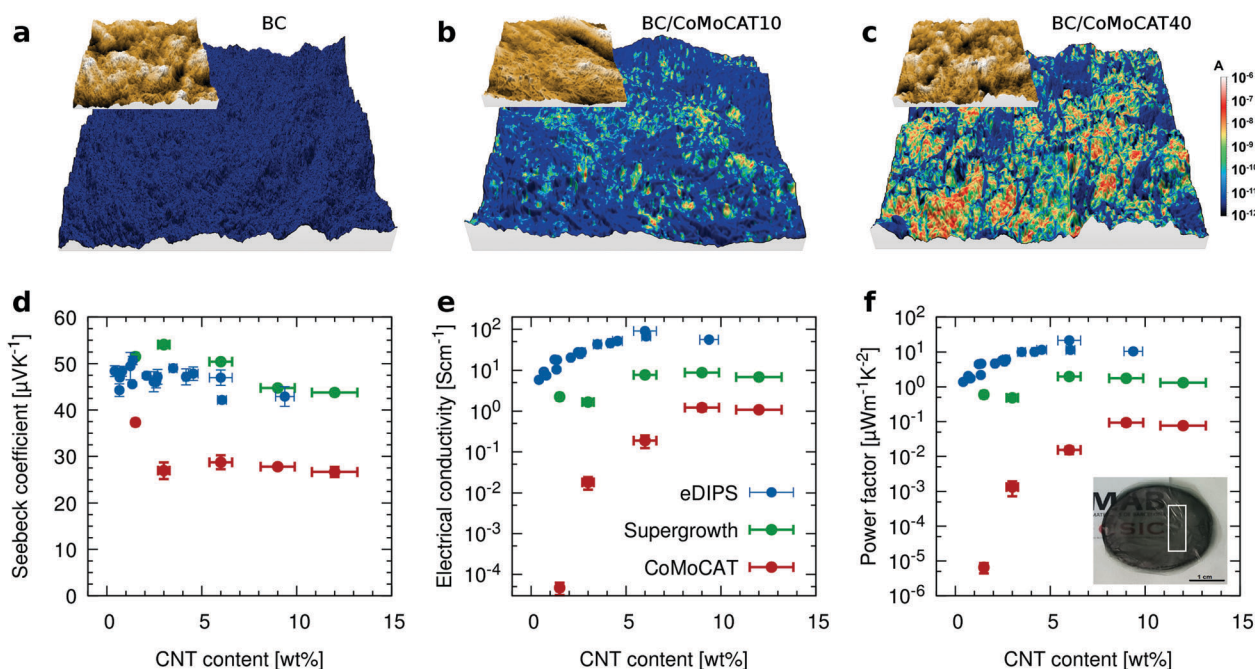 a BC
b BC/CoMoCAT10
c BC/CoMoCAT40
A
10⁻⁶
10⁻⁷
10⁻⁸
10⁻⁹
10⁻¹⁰
10⁻¹¹
10⁻¹²
d
Seebeck coefficient [µVK⁻¹]
60
50
40
30
20
10
0
0 5 10 15
CNT content [wt%]
e
Electrical conductivity [Scm⁻¹]
10²
10¹
10⁰
10⁻¹
10⁻²
10⁻³
10⁻⁴
eDIPS
Supergrowth
CoMoCAT
0 5 10 15
CNT content [wt%]
f
Power factor [µWm⁻¹K⁻²]
10²
10¹
10⁰
10⁻¹
10⁻²
10⁻³
10⁻⁴
10⁻⁵
10⁻⁶
MAB
SIC
1 cm
0 5 10 15
CNT content [wt%]